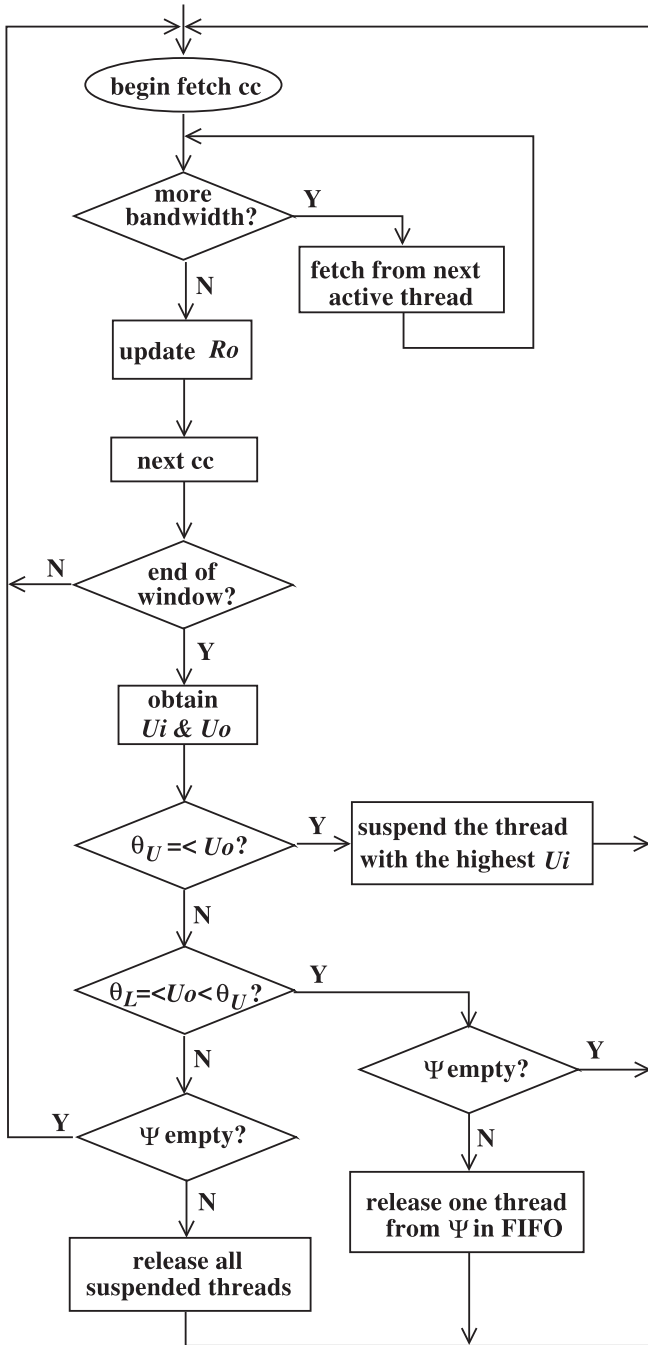 begin fetch cc
more
bandwidth?
Y
fetch from next
active thread
N
update Ro
next cc
N
end of
window?
Y
obtain
Ui & Uo
θU =< Uo?
Y
suspend the thread
with the highest Ui
N
θL=<Uo<θU?
Y
N
Ψ empty?
Y
Y
Ψ empty?
N
N
release one thread
from Ψ in FIFO
release all
suspended threads